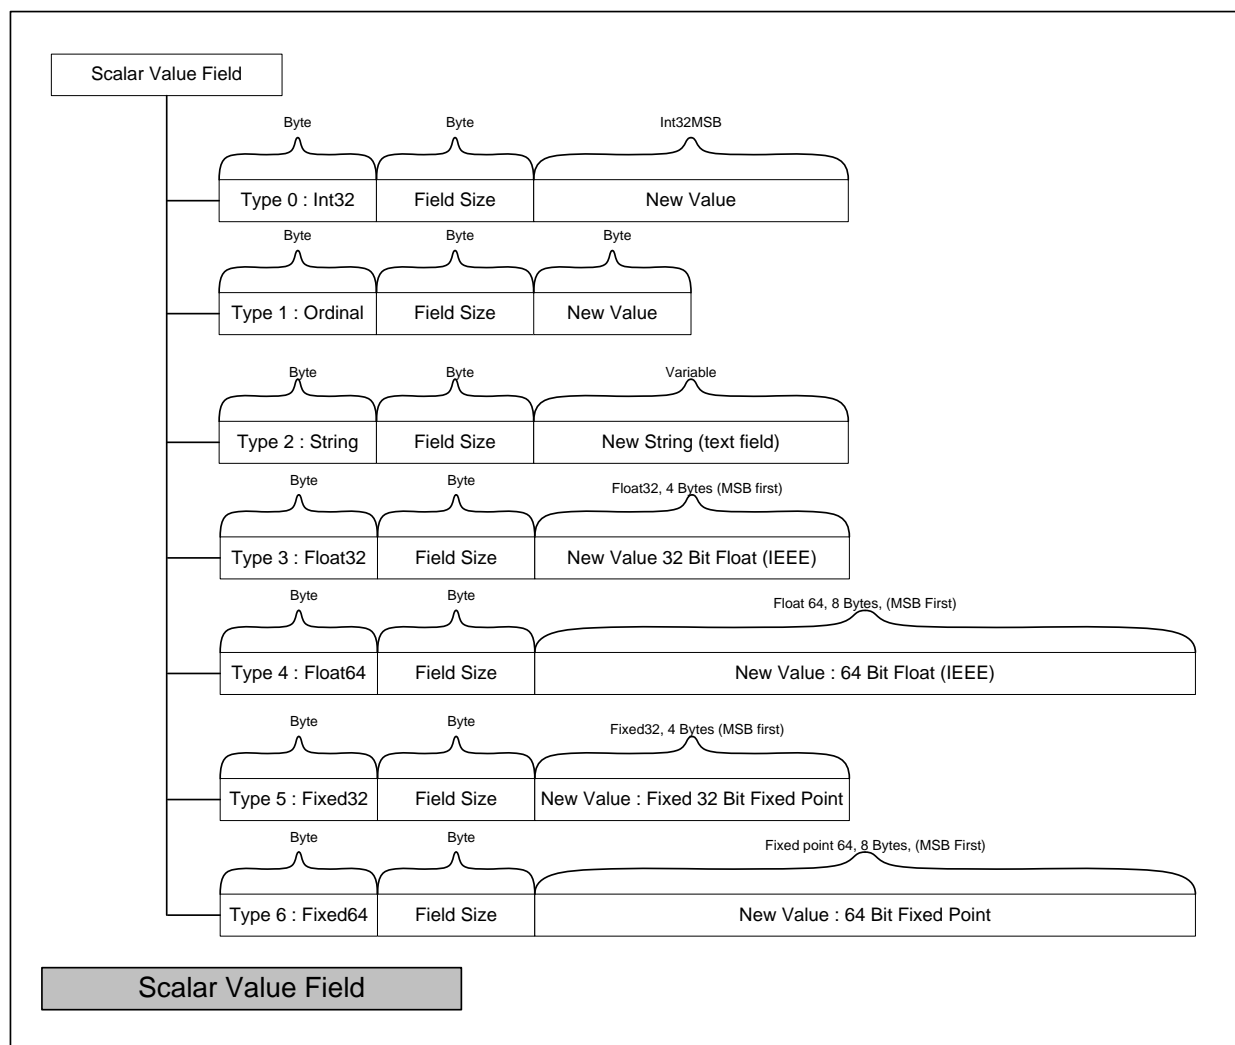 Scalar Value Field
Byte Byte Int32MSB
Type 0 : Int32 Field Size New Value
Byte Byte Byte
Type 1 : Ordinal Field Size New Value
Byte Byte Variable
Type 2 : String Field Size New String (text field)
Byte Byte Float32, 4 Bytes (MSB first)
Type 3 : Float32 Field Size New Value 32 Bit Float (IEEE)
Byte Byte Float 64, 8 Bytes, (MSB First)
Type 4 : Float64 Field Size New Value : 64 Bit Float (IEEE)
Byte Byte Fixed32, 4 Bytes (MSB first)
Type 5 : Fixed32 Field Size New Value : Fixed 32 Bit Fixed Point
Byte Byte Fixed point 64, 8 Bytes, (MSB First)
Type 6 : Fixed64 Field Size New Value : 64 Bit Fixed Point
Scalar Value Field